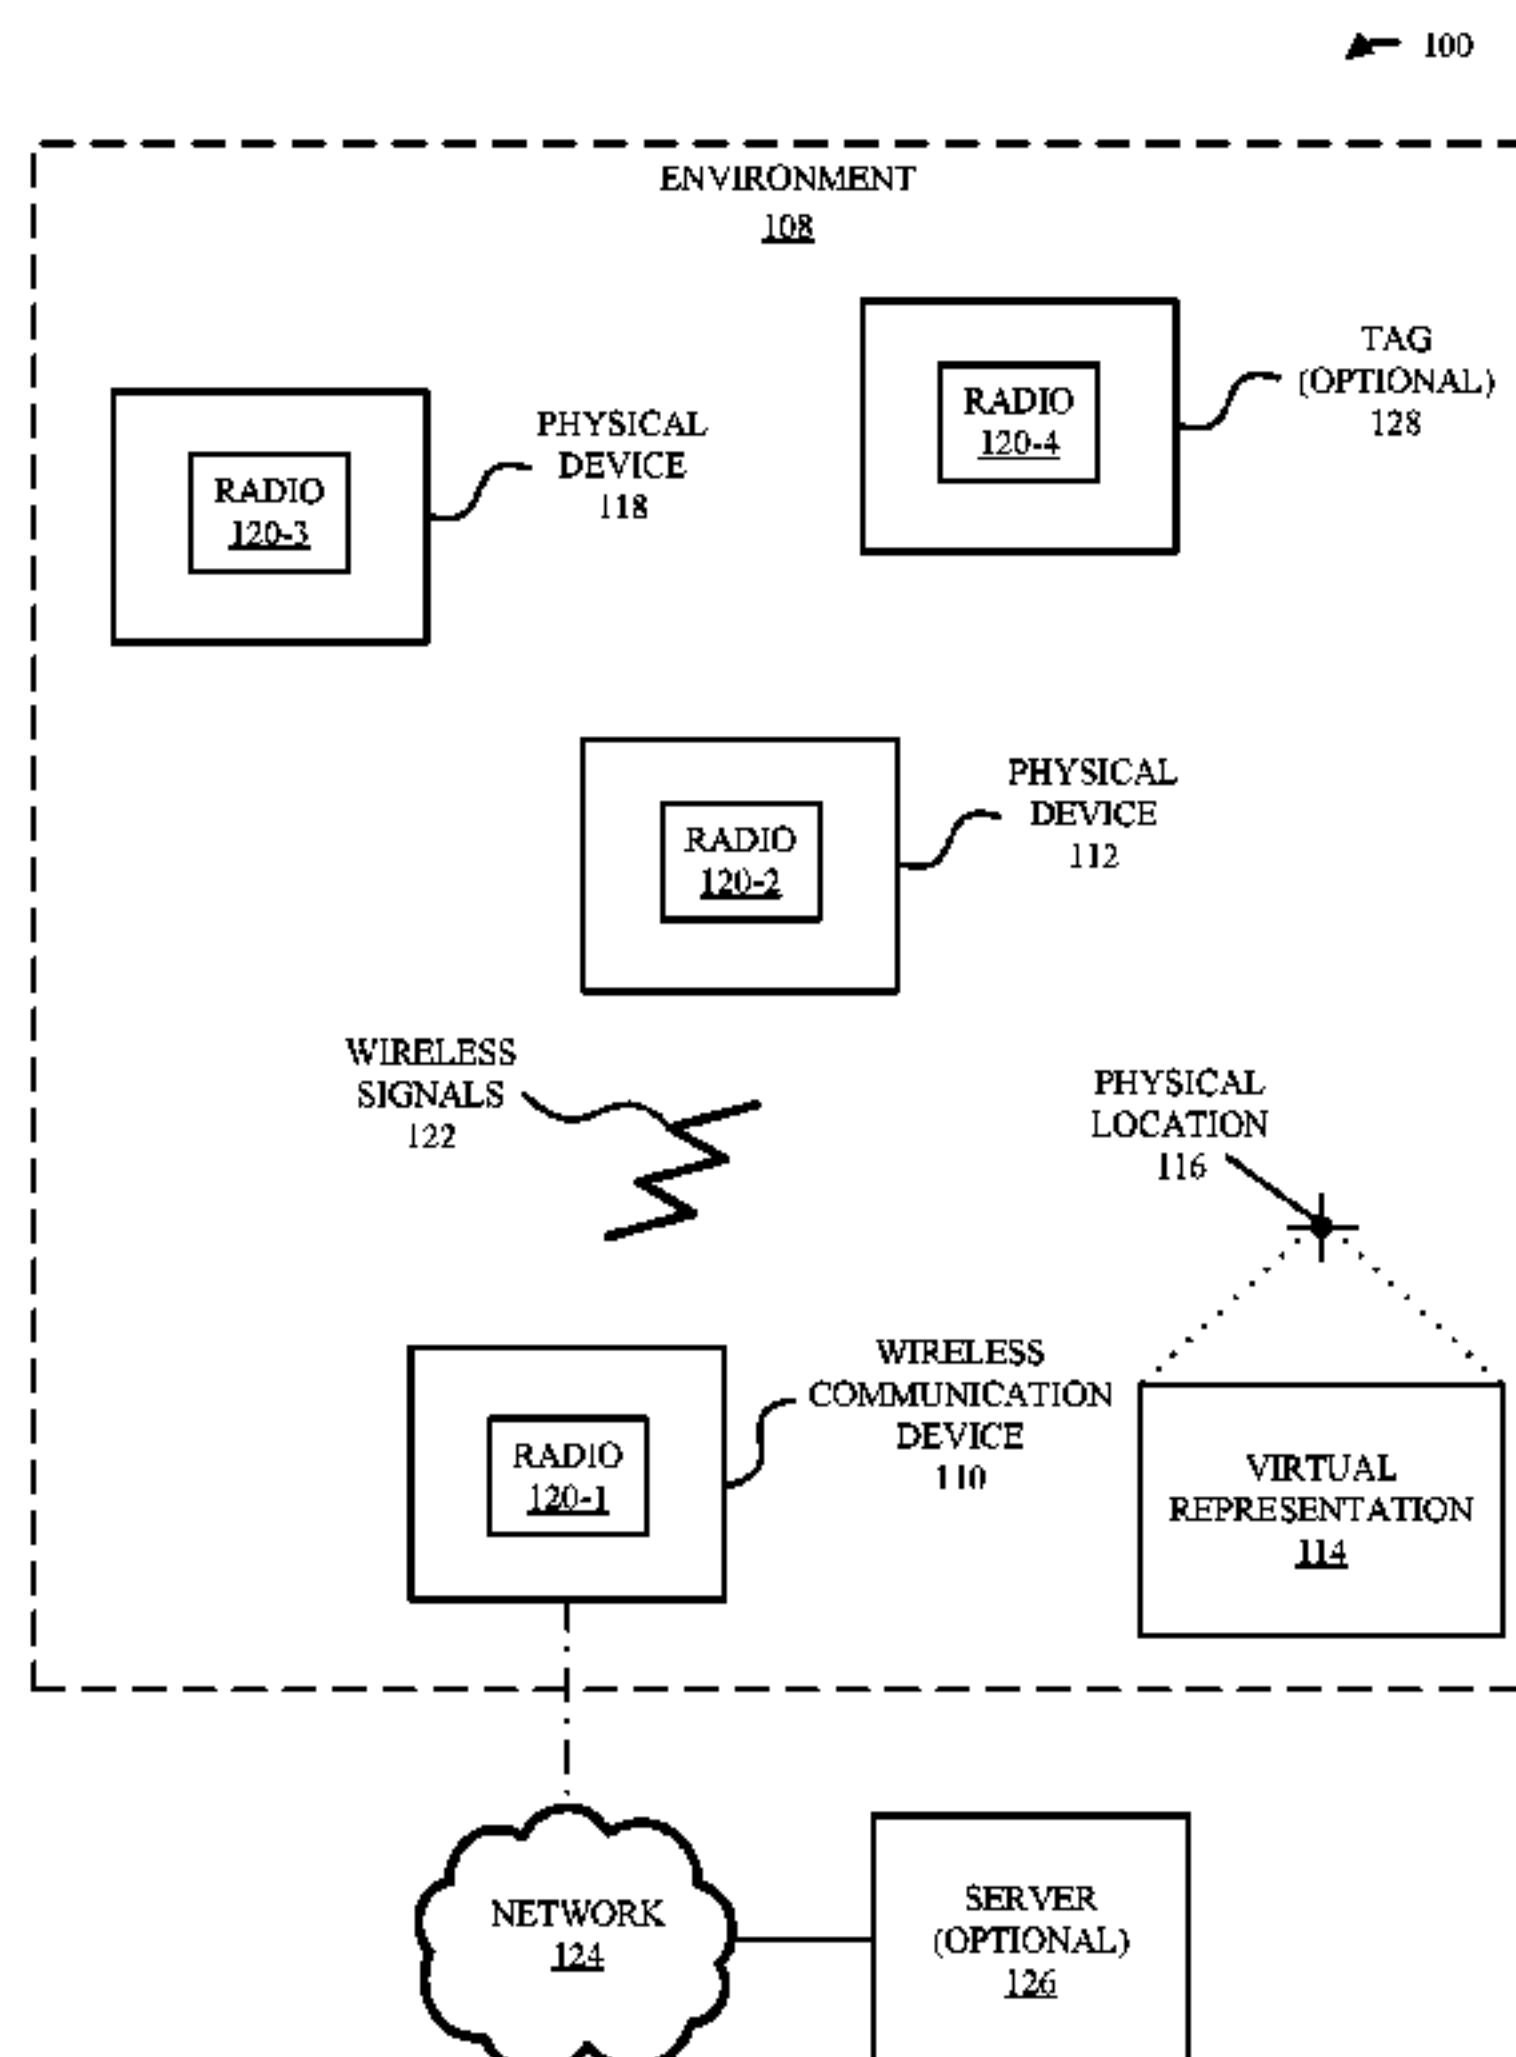 100
ENVIRONMENT
108
TAG
(OPTIONAL)
128
RADIO
120-4
PHYSICAL
DEVICE
118
RADIO
120-3
PHYSICAL
DEVICE
112
RADIO
120-2
WIRELESS
SIGNALS
122
PHYSICAL
LOCATION
116
WIRELESS
COMMUNICATION
DEVICE
110
RADIO
120-1
VIRTUAL
REPRESENTATION
114
NETWORK
124
SERVER
(OPTIONAL)
126